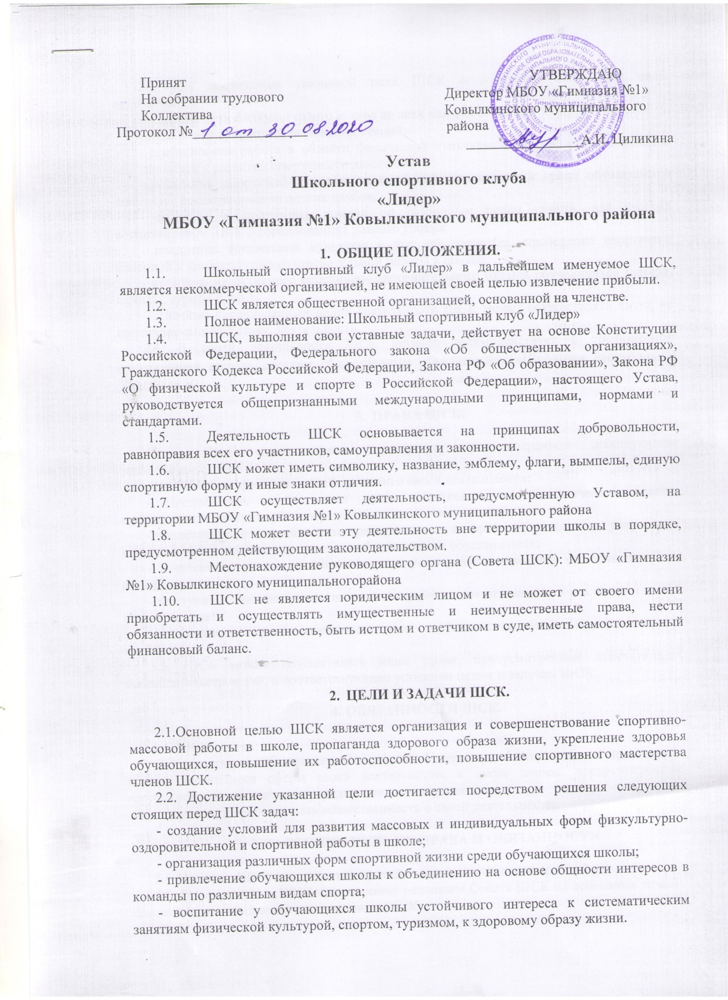 Принят
На собрании трудового
Коллектива
Протокол № 1 от 30.08.2020
УТВЕРЖДАЮ
Директор МБОУ «Гимназия №1»
Ковылкинского муниципального
района
А.И. Циликина
МБОУ
"Гимназия №1"
Устав
Школьного спортивного клуба
«Лидер»
МБОУ «Гимназия №1» Ковылкинского муниципального района
1. ОБЩИЕ ПОЛОЖЕНИЯ.
1.1. Школьный спортивный клуб «Лидер» в дальнейшем именуемое ШСК,
является некоммерческой организацией, не имеющей своей целью извлечение прибыли.
1.2. ШСК является общественной организацией, основанной на членстве.
1.3. Полное наименование: Школьный спортивный клуб «Лидер»
1.4. ШСК, выполняя свои уставные задачи, действует на основе Конституции
Российской Федерации, Федерального закона «Об общественных организациях»,
Гражданского Кодекса Российской Федерации, Закона РФ «Об образовании», Закона РФ
«О физической культуре и спорте в Российской Федерации», настоящего Устава,
руководствуется общепризнанными международными принципами, нормами и
стандартами.
1.5. Деятельность ШСК основывается на принципах добровольности,
равноправия всех его участников, самоуправления и законности.
1.6. ШСК может иметь символику, название, эмблему, флаги, вымпелы, единую
спортивную форму и иные знаки отличия.
1.7. ШСК осуществляет деятельность, предусмотренную Уставом, на
территории МБОУ «Гимназия №1» Ковылкинского муниципального района
1.8. ШСК может вести эту деятельность вне территории школы в порядке,
предусмотренном действующим законодательством.
1.9. Местонахождение руководящего органа (Совета ШСК): МБОУ «Гимназия
№1» Ковылкинского муниципальногорайона
1.10. ШСК не является юридическим лицом и не может от своего имени
приобретать и осуществлять имущественные и неимущественные права, нести
обязанности и ответственность, быть истцом и ответчиком в суде, иметь самостоятельный
финансовый баланс.
2. ЦЕЛИ И ЗАДАЧИ ШСК.
2.1.Основной целью ШСК является организация и совершенствование спортивно-
массовой работы в школе, пропаганда здорового образа жизни, укрепление здоровья
обучающихся, повышение их работоспособности, повышение спортивного мастерства
членов ШСК.
2.2. Достижение указанной цели достигается посредством решения следующих
стоящих перед ШСК задач:
- создание условий для развития массовых и индивидуальных форм физкультурно-
оздоровительной и спортивной работы в школе;
- организация различных форм спортивной жизни среди обучающихся школы;
- привлечение обучающихся школы к объединению на основе общности интересов в
команды по различным видам спорта;
- воспитание у обучающихся школы устойчивого интереса к систематическим
занятиям физической культурой, спортом, туризмом, к здоровому образу жизни.